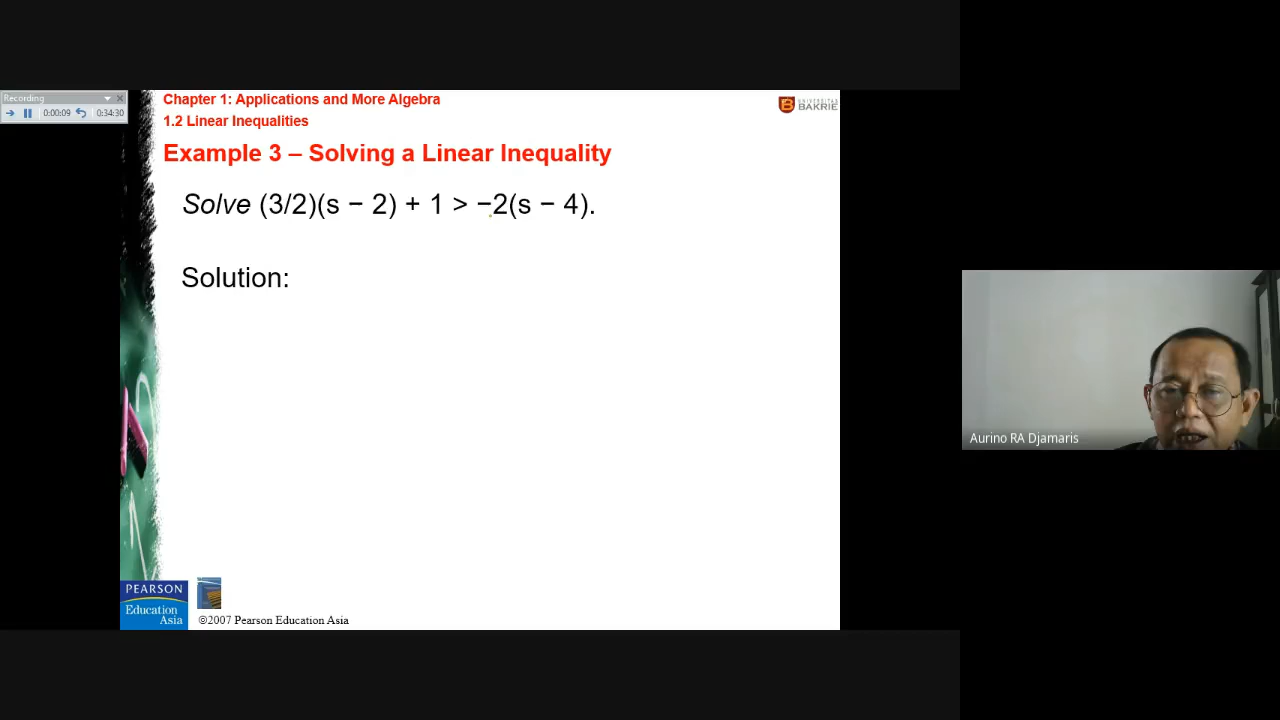 Recording
0:00:09 0:34:30
Chapter 1: Applications and More Algebra
1.2 Linear Inequalities
UNIVERSITAS
BAKRIE
Example 3 – Solving a Linear Inequality
Solve (3/2)(s − 2) + 1 > −2(s − 4).
Solution:
Aurino RA Djamaris
PEARSON
Education
Asia
©2007 Pearson Education Asia